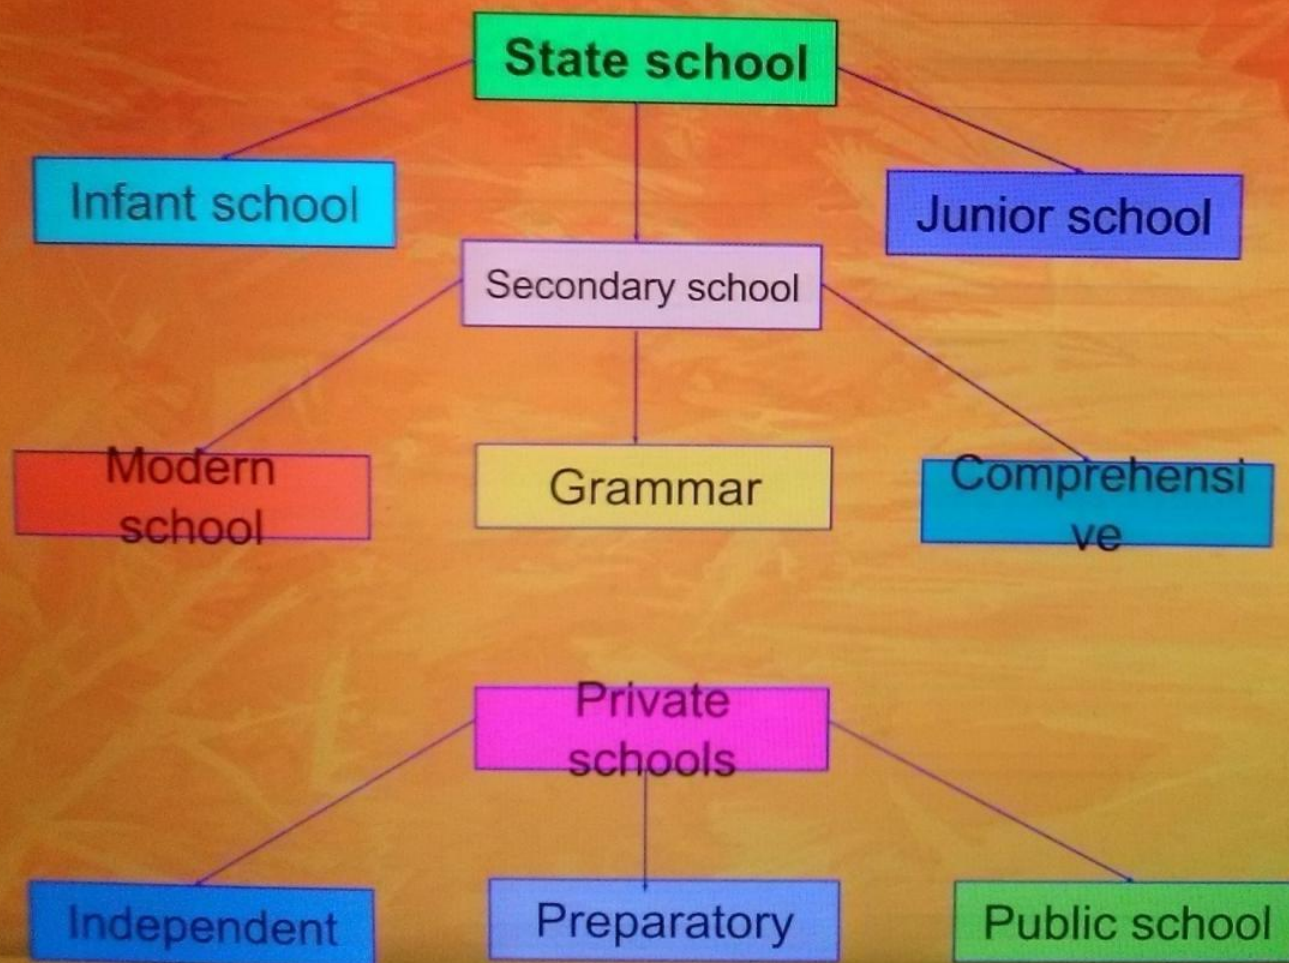 State school
Infant school
Junior school
Secondary school
Modern
school
Grammar
Comprehensi
ve
Private
schools
Independent
Preparatory
Public school